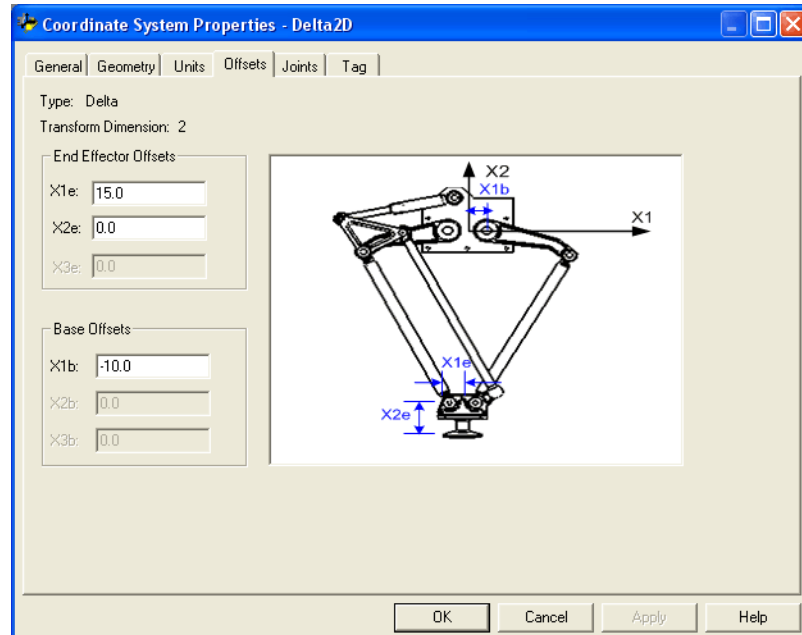 Coordinate System Properties - Delta2D
General Geometry Units Offsets Joints Tag
Type: Delta
Transform Dimension: 2
End Effector Offsets
X1e: 15.0
X2e: 0.0
X3e: 0.0
Base Offsets
X1b: -10.0
X2b: 0.0
X3b: 0.0
X2
X1b
X1
X1e
X2e
OK Cancel Apply Help